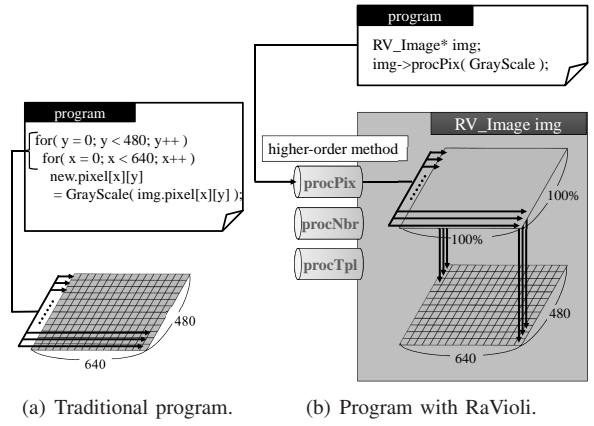 program
for( y = 0; y < 480; y++ )
for( x = 0; x < 640; x++ )
new.pixel[x][y]
= GrayScale( img.pixel[x][y] );
480
640
(a) Traditional program.
program
RV_Image* img;
img->procPix( GrayScale );
RV_Image img
higher-order method
procPix
procNbr
procTpl
100%
100%
480
640
(b) Program with RaVioli.